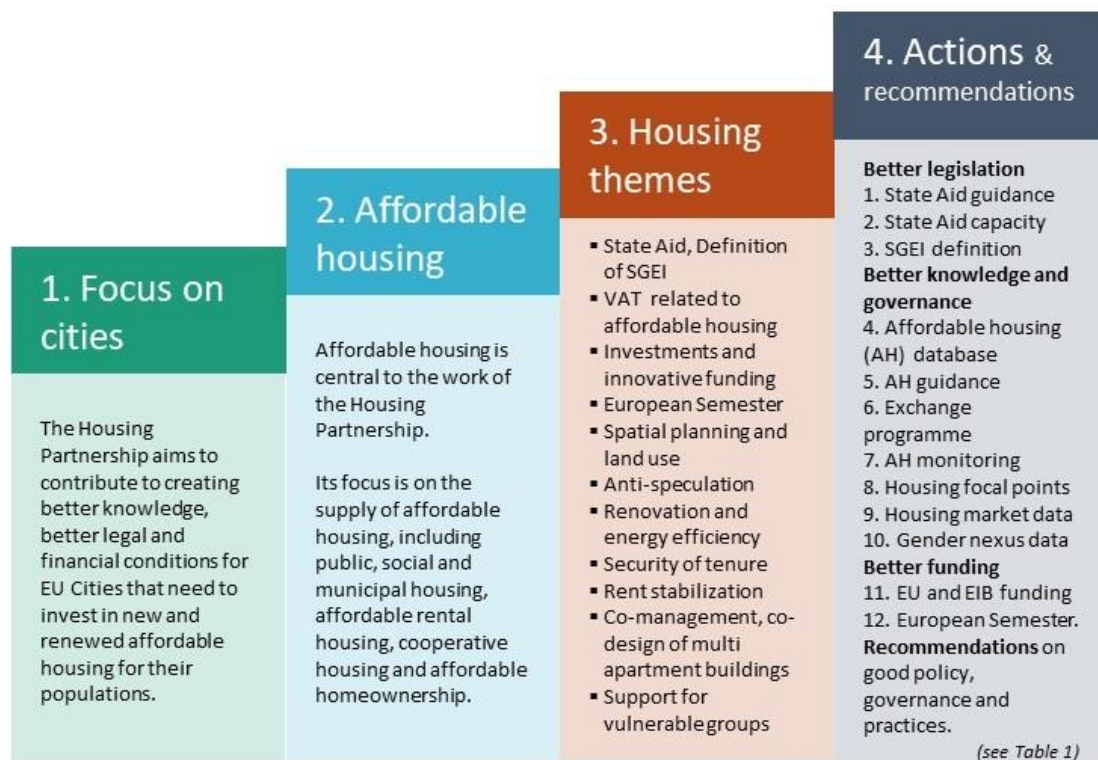 1. Focus on
cities
The Housing
Partnership aims to
contribute to creating
better knowledge,
better legal and
financial conditions for
EU Cities that need to
invest in new and
renewed affordable
housing for their
populations.
2. Affordable
housing
Affordable housing is
central to the work of
the Housing
Partnership.
Its focus is on the
supply of affordable
housing, including
public, social and
municipal housing,
affordable rental
housing, cooperative
housing and affordable
homeownership.
3. Housing
themes
▪ State Aid, Definition
of SGEI
▪ VAT related to
affordable housing
▪ Investments and
innovative funding
▪ European Semester
▪ Spatial planning and
land use
▪ Anti-speculation
▪ Renovation and
energy efficiency
▪ Security of tenure
▪ Rent stabilization
▪ Co-management, co-
design of multi
apartment buildings
▪ Support for
vulnerable groups
4. Actions &
recommendations
Better legislation
1. State Aid guidance
2. State Aid capacity
3. SGEI definition
Better knowledge and
governance
4. Affordable housing
(AH) database
5. AH guidance
6. Exchange
programme
7. AH monitoring
8. Housing focal points
9. Housing market data
10. Gender nexus data
Better funding
11. EU and EIB funding
12. European Semester.
Recommendations on
good policy,
governance and
practices.
(see Table 1)